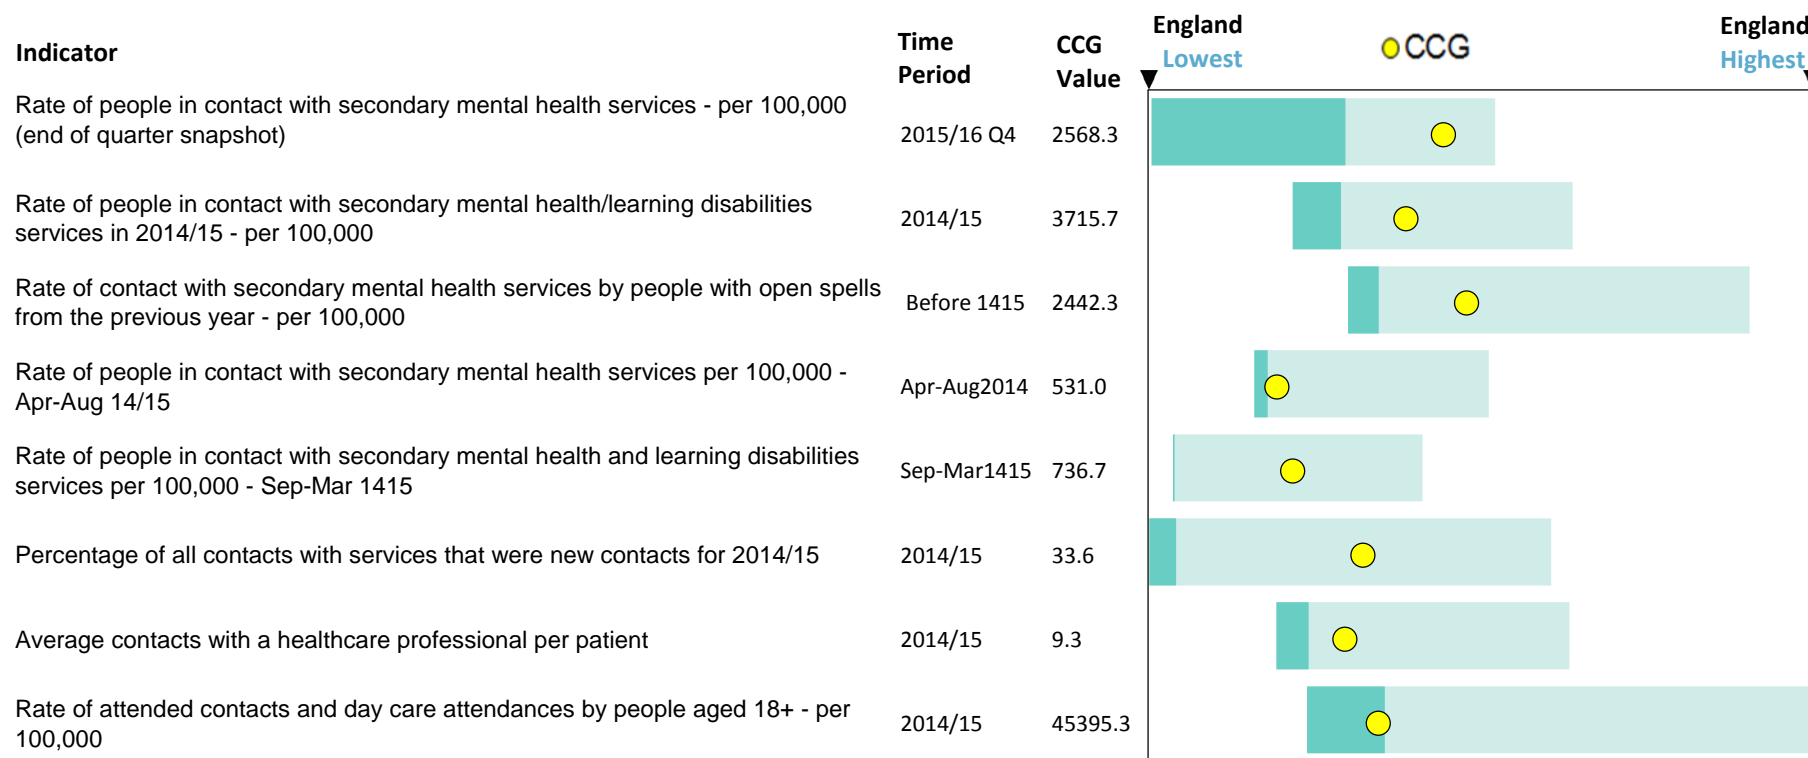 Indicator
Time Period
CCG Value
England Lowest
CCG
England Highest
Rate of people in contact with secondary mental health services - per 100,000
(end of quarter snapshot)
2015/16 Q4 2568.3
Rate of people in contact with secondary mental health/learning disabilities
services in 2014/15 - per 100,000
2014/15 3715.7
Rate of contact with secondary mental health services by people with open spells
from the previous year - per 100,000
Before 1415 2442.3
Rate of people in contact with secondary mental health services per 100,000 -
Apr-Aug 14/15
Apr-Aug2014 531.0
Rate of people in contact with secondary mental health and learning disabilities
services per 100,000 - Sep-Mar 1415
Sep-Mar1415 736.7
Percentage of all contacts with services that were new contacts for 2014/15
2014/15 33.6
Average contacts with a healthcare professional per patient
2014/15 9.3
Rate of attended contacts and day care attendances by people aged 18+ - per
100,000
2014/15 45395.3